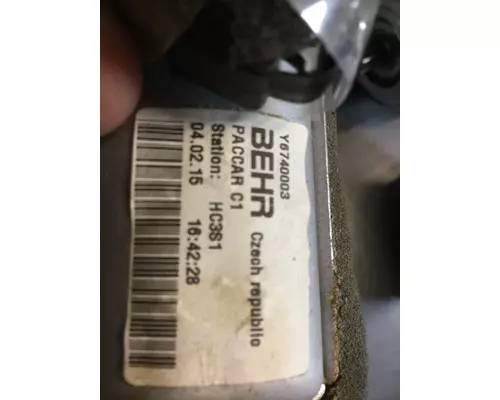 Y6740003
BEHR Czech republic
PACCAR C1
Station: HC3S1
04.02.15 16:42:28